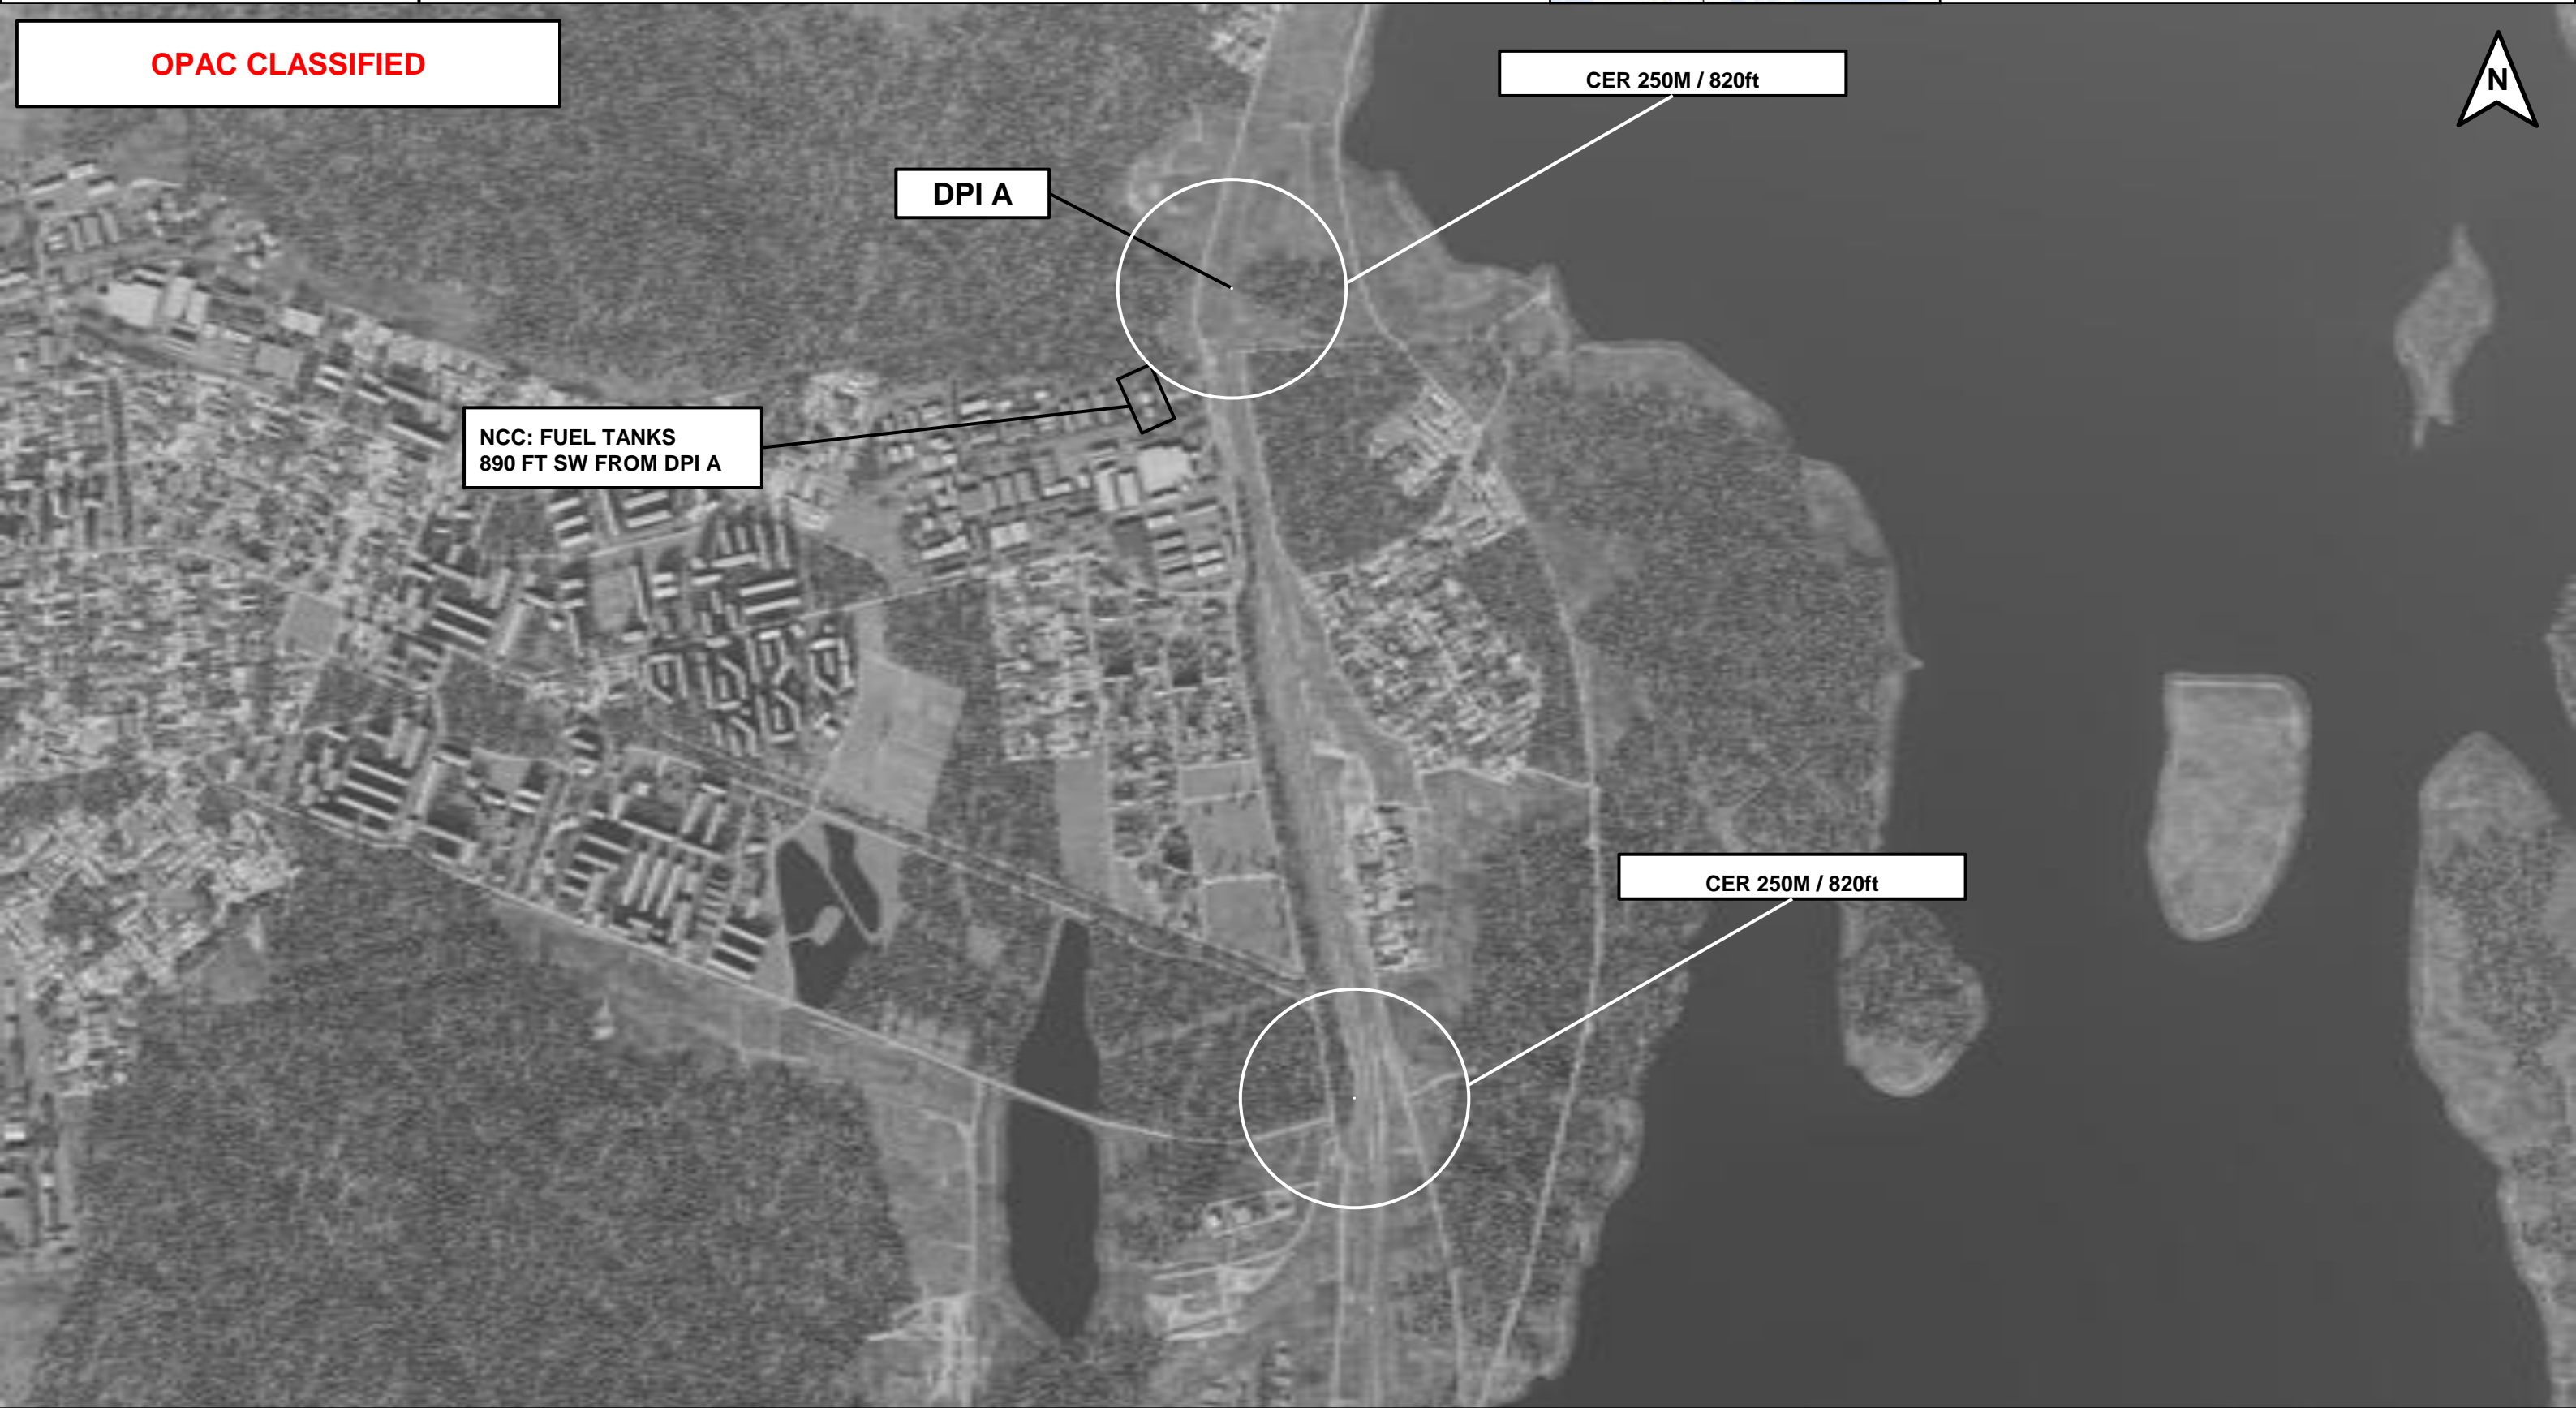 OPAC CLASSIFIED
CER 250M / 820ft
N
DPI A
NCC: FUEL TANKS
890 FT SW FROM DPI A
CER 250M / 820ft